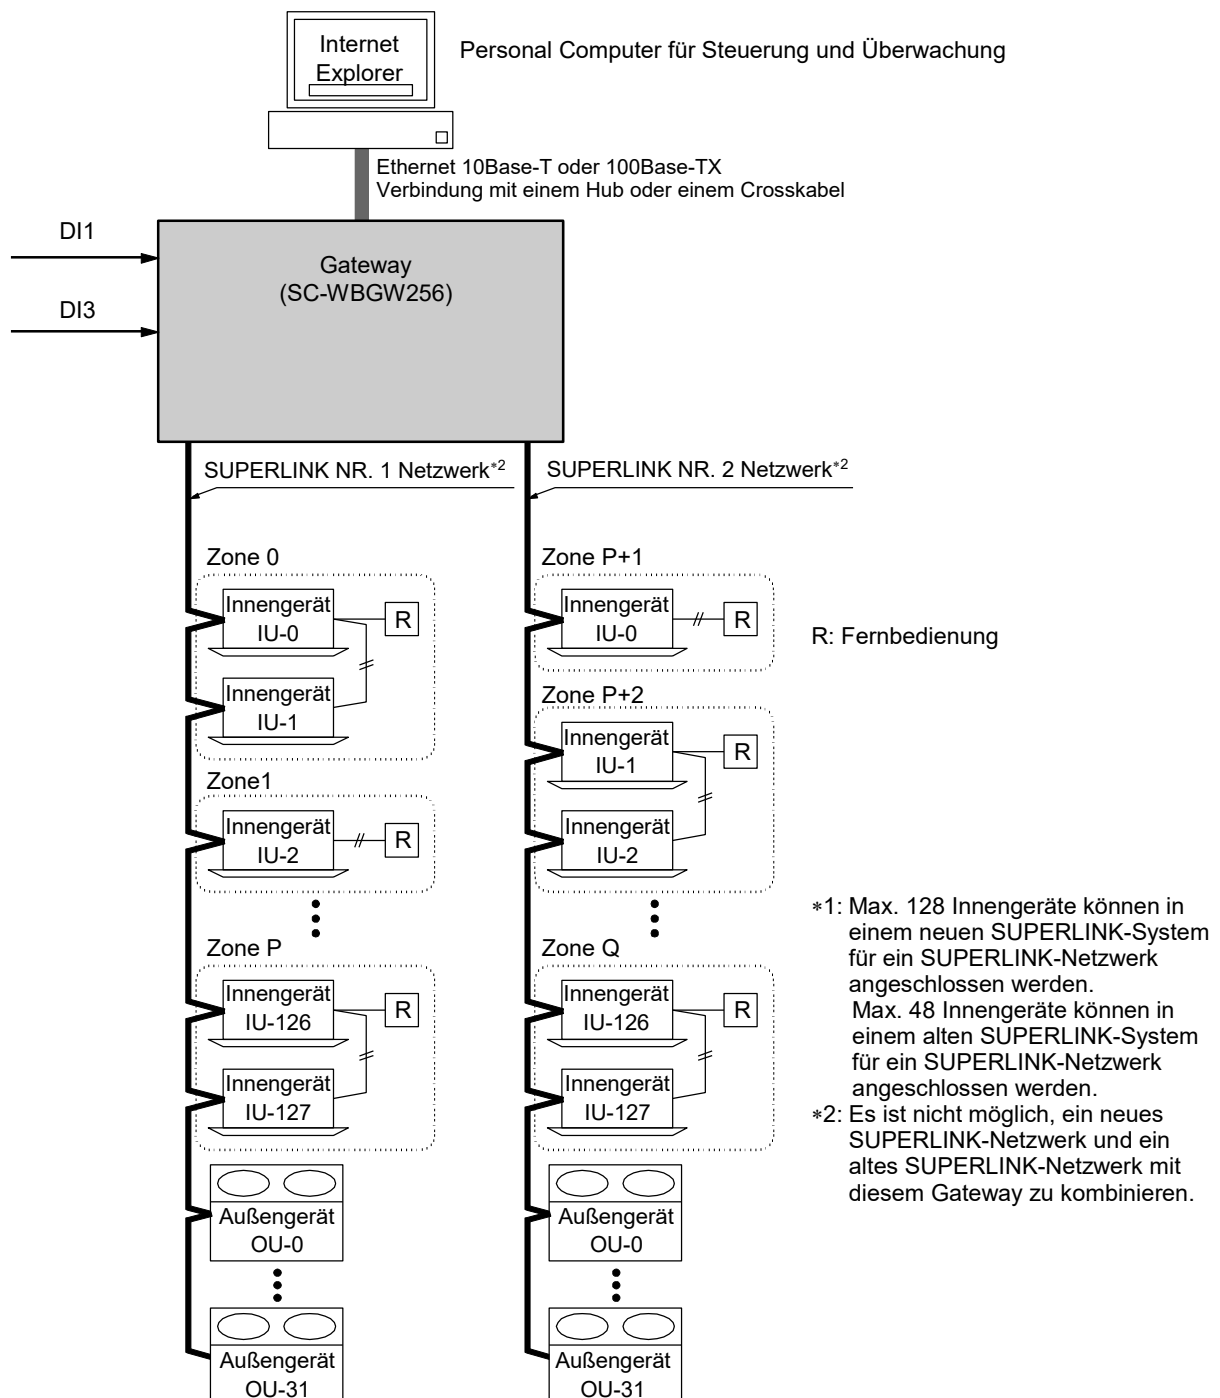 Internet
Explorer
Personal Computer für Steuerung und Überwachung
Ethernet 10Base-T oder 100Base-TX
Verbindung mit einem Hub oder einem Crosskabel
DI1
DI3
Gateway
(SC-WBGW256)
SUPERLINK NR. 1 Netzwerk*2
SUPERLINK NR. 2 Netzwerk*2
Zone 0
Innengerät
IU-0
R
Innengerät
IU-1
Zone1
Innengerät
IU-2
R
Zone P
Innengerät
IU-126
R
Innengerät
IU-127
Außengerät
OU-0
Außengerät
OU-31
Zone P+1
Innengerät
IU-0
R
Zone P+2
Innengerät
IU-1
R
Innengerät
IU-2
Zone Q
Innengerät
IU-126
R
Innengerät
IU-127
Außengerät
OU-0
Außengerät
OU-31
R: Fernbedienung
*1: Max. 128 Innengeräte können in
einem neuen SUPERLINK-System
für ein SUPERLINK-Netzwerk
angeschlossen werden.
Max. 48 Innengeräte können in
einem alten SUPERLINK-System
für ein SUPERLINK-Netzwerk
angeschlossen werden.
*2: Es ist nicht möglich, ein neues
SUPERLINK-Netzwerk und ein
altes SUPERLINK-Netzwerk mit
diesem Gateway zu kombinieren.